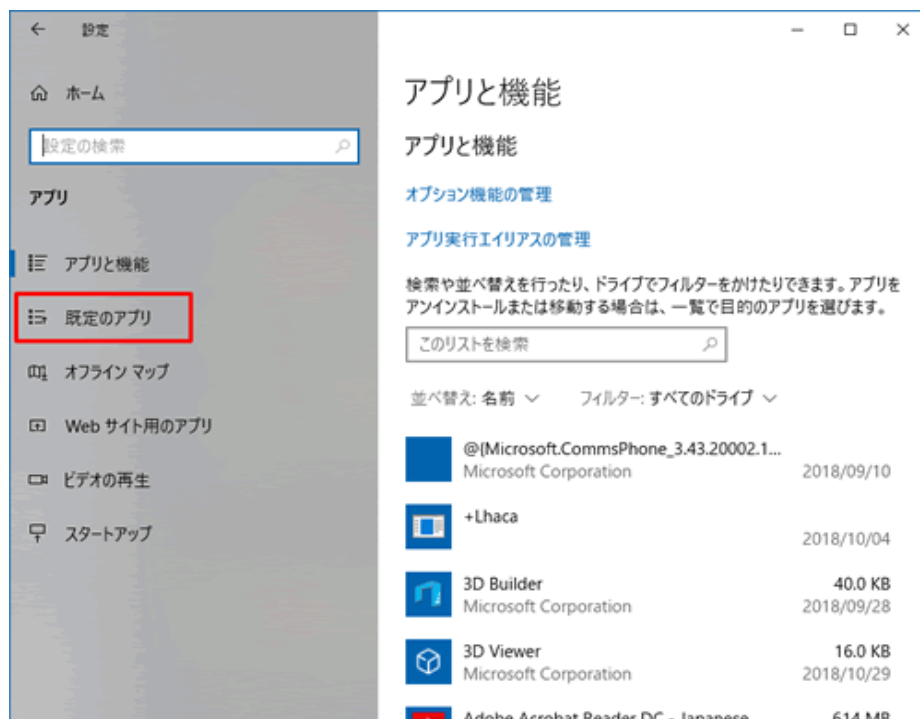 設定
ホーム
設定の検索
アプリ
アプリと機能
既定のアプリ
オフライン マップ
Web サイト用のアプリ
ビデオの再生
スタートアップ
アプリと機能
アプリと機能
オプション機能の管理
アプリ実行エイリアスの管理
検索や並べ替えを行ったり、ドライブでフィルターをかけたりできます。アプリを
アンインストールまたは移動する場合は、一覧で目的のアプリを選びます。
このリストを検索
並べ替え: 名前 フィルター: すべてのドライブ
@{Microsoft.CommsPhone_3.43.20002.1...
Microsoft Corporation 2018/09/10
+Lhaca
2018/10/04
3D Builder 40.0 KB
Microsoft Corporation 2018/09/28
3D Viewer 16.0 KB
Microsoft Corporation 2018/10/29
Adobe Acrobat Reader DC - Japanese 614 MB